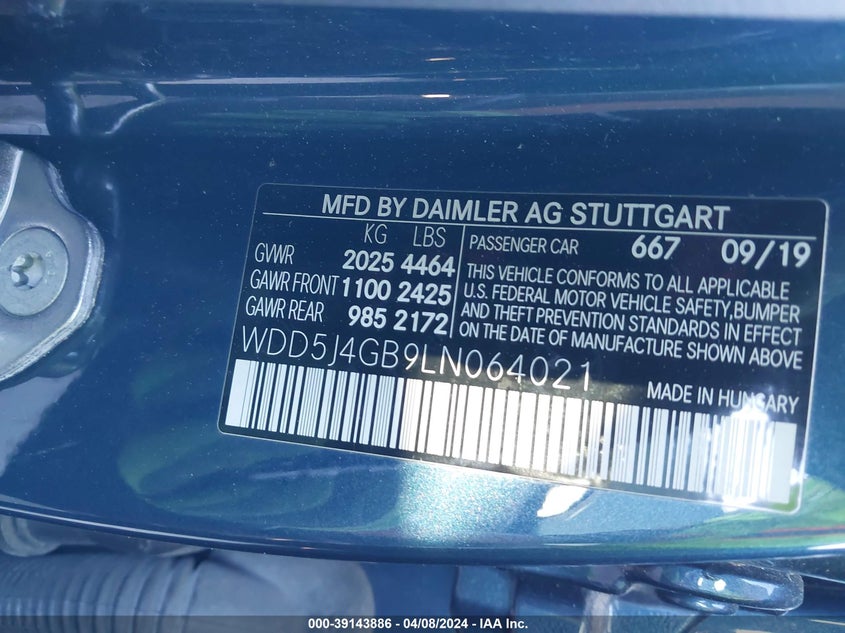 MFD BY DAIMLER AG STUTTGART
KG LBS
GVWR 2025 4464
GAWR FRONT 1100 2425
GAWR REAR 985 2172
PASSENGER CAR 667 09/19
THIS VEHICLE CONFORMS TO ALL APPLICABLE
U.S. FEDERAL MOTOR VEHICLE SAFETY,BUMPER
AND THEFT PREVENTION STANDARDS IN EFFECT
ON THE DATE OF MANUFACTURE SHOWN ABOVE
WDD5J4GB9LN064021
MADE IN HUNGARY
000-39143886 - 04/08/2024 - IAA Inc.